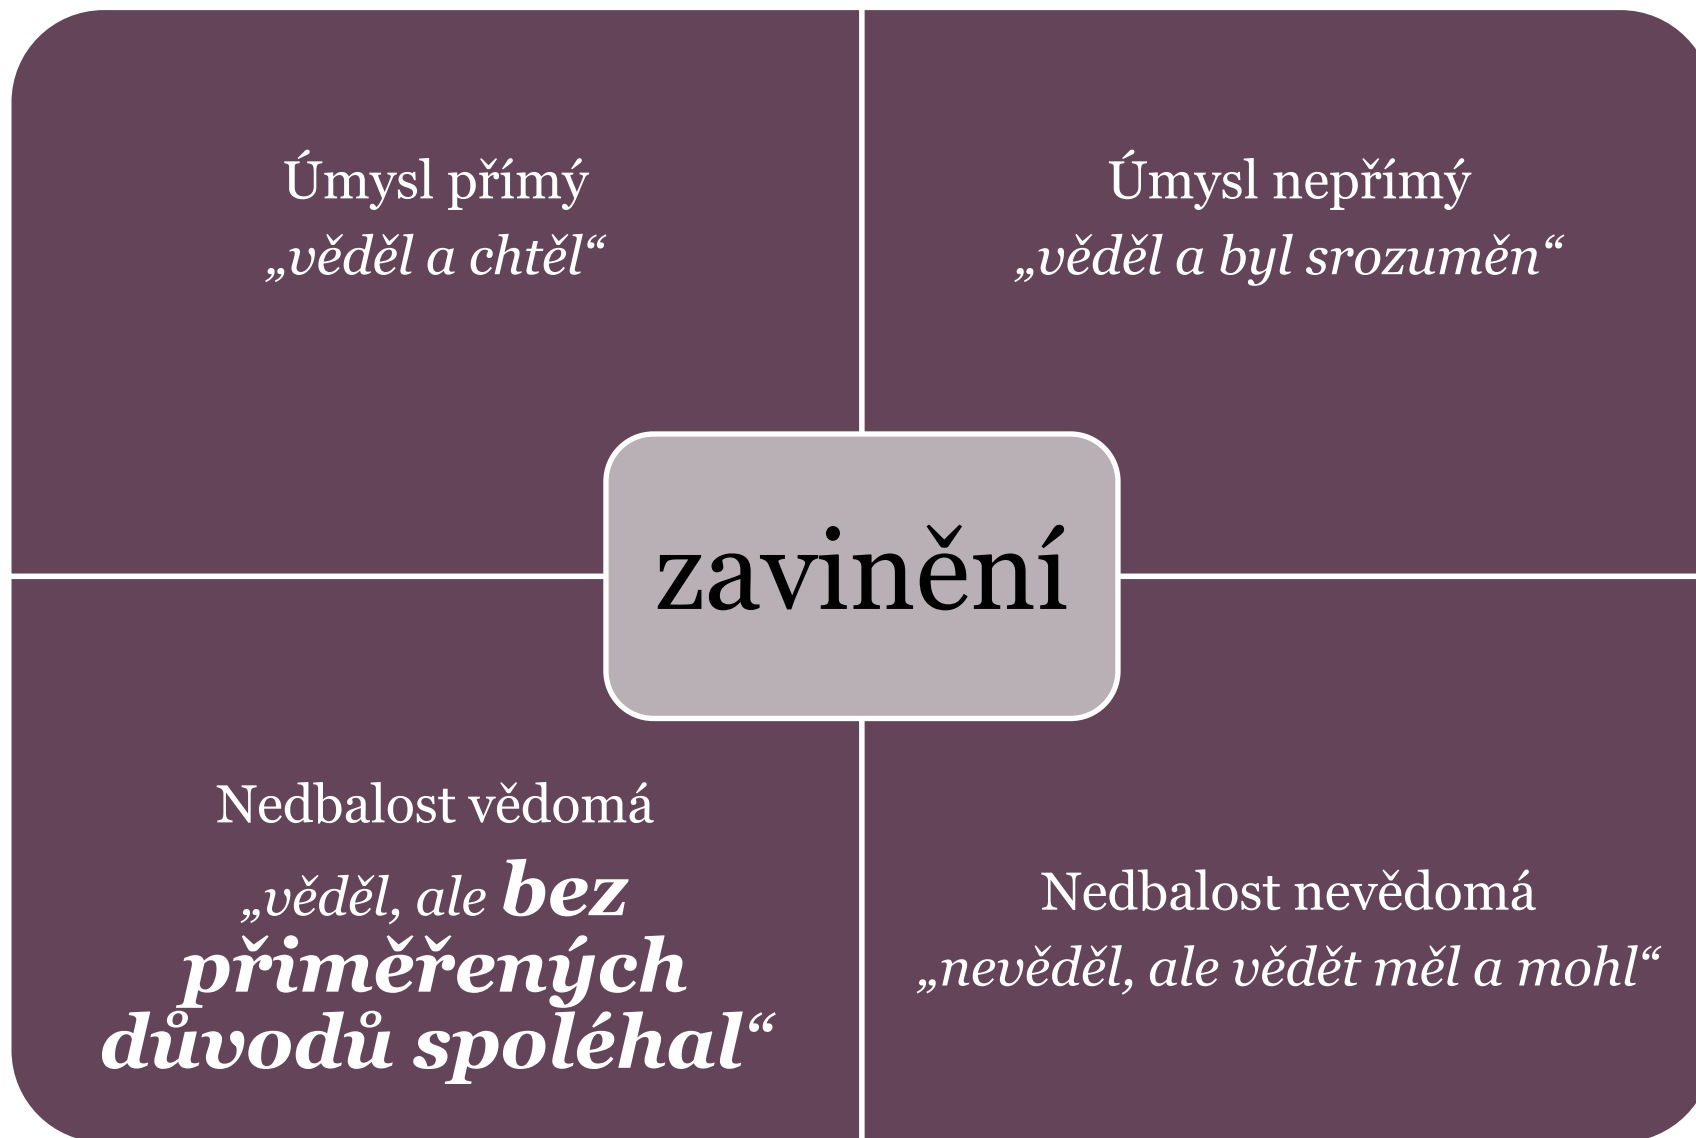 Úmysl přímý
„věděl a chtěl“
Úmysl nepřímý
„věděl a byl srozuměn“
zavinění
Nedbalost vědomá
„věděl, ale bez
přiměřených
důvodů spoléhal“
Nedbalost nevědomá
„nevěděl, ale vědět měl a mohl“